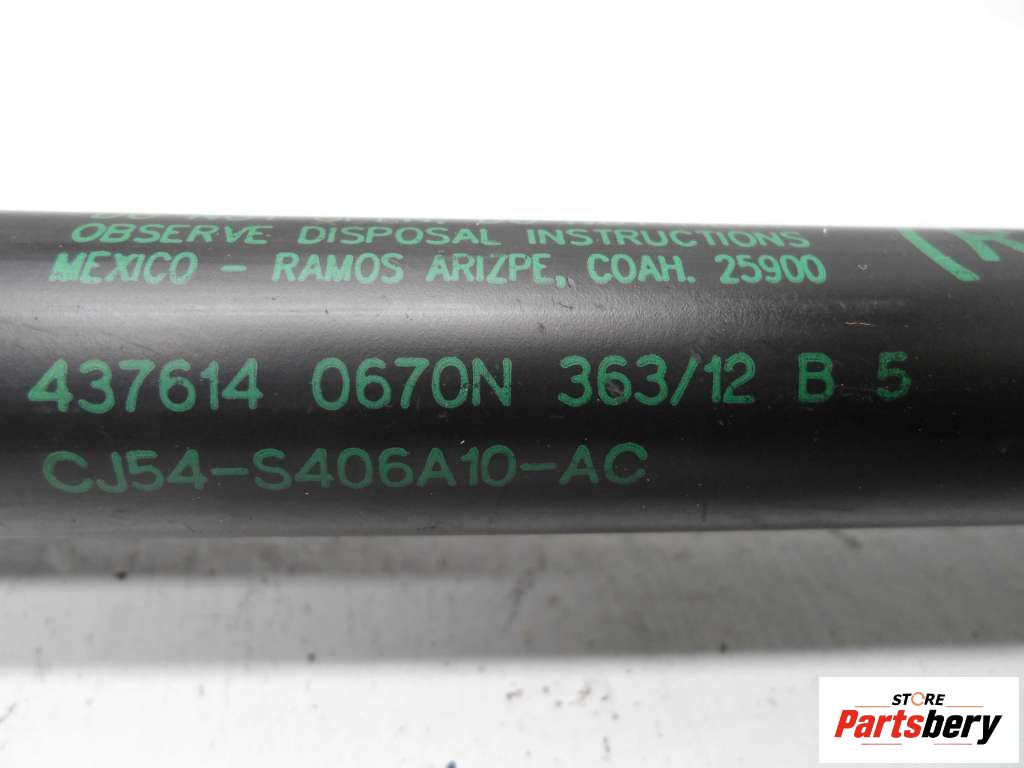 OBSERVE DISPOSAL INSTRUCTIONS
MEXICO - RAMOS ARIZPE, COAH. 25900
437614 0670N 363/12 B 5
CJ54-S406A10-AC
STORE
Partsbery